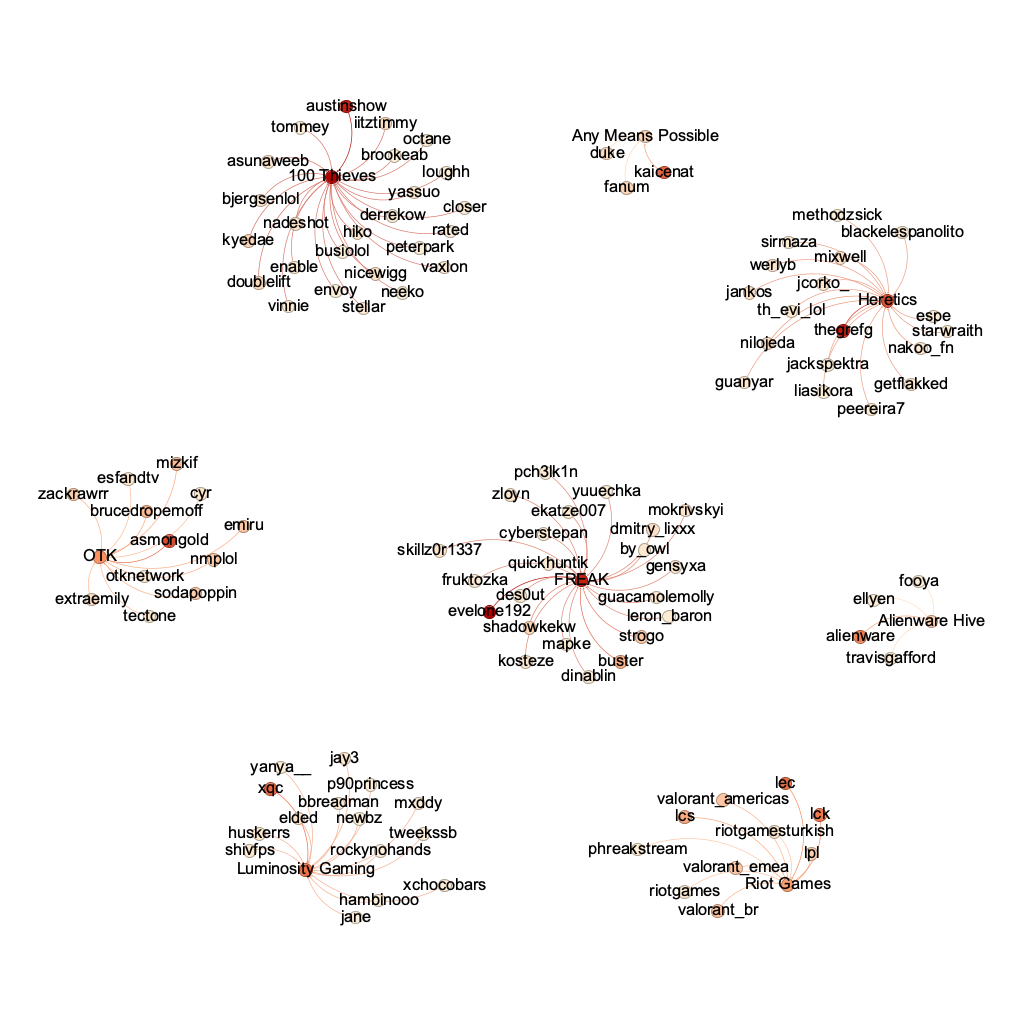 austinshow
tommey
iitztimmy
octane
asunaweeb
brookeab
100 Thieves
loughh
bjergsenlol
yassuo
closer
nadeshot
derrekow
kyedae
hiko
rated
busiolol
peterpark
enable
nicewigg
vaxlon
doublelift
envoy
neeko
vinnie
stellar
Any Means Possible
duke
kaicenat
fanum
methodzsick
blackelespanolito
sirmaza
mixwell
werlyb
jcorko_
jankos
Heretics
th_evi_lol
espe
thegrefg
starwraith
nilojeda
nakoo_fn
jackspektra
guanyar
liasikora
getflakked
peereira7
mizkif
esfandtv
zackrawrr
cyr
brucedropemoff
emiru
asmongold
OTK
nmplol
otknetwork
extraemily
sodapoppin
tectone
pch3lk1n
zloyn
yuuechka
ekatze007
mokrivskyi
cyberstepan
dmitry_lixxx
skillz0r1337
by_owl
quickhuntik
gensyxa
fruktozka
FREAK
des0ut
guacamolemolly
evelone192
leron_baron
shadowkekw
strogo
mapke
kosteze
buster
dinablin
fooya
ellyen
Alienware Hive
alienware
travisgafford
jay3
yanya__
xqc
p90princess
bbreadman
mxddy
elded
newbz
huskerrs
tweekssb
shivfps
rockynohands
Luminosity Gaming
xchocobars
hambinooo
jane
lec
valorant_americas
lcs
lck
riotgamesturkish
phreakstream
lpl
valorant_emea
riotgames
Riot Games
valorant_br